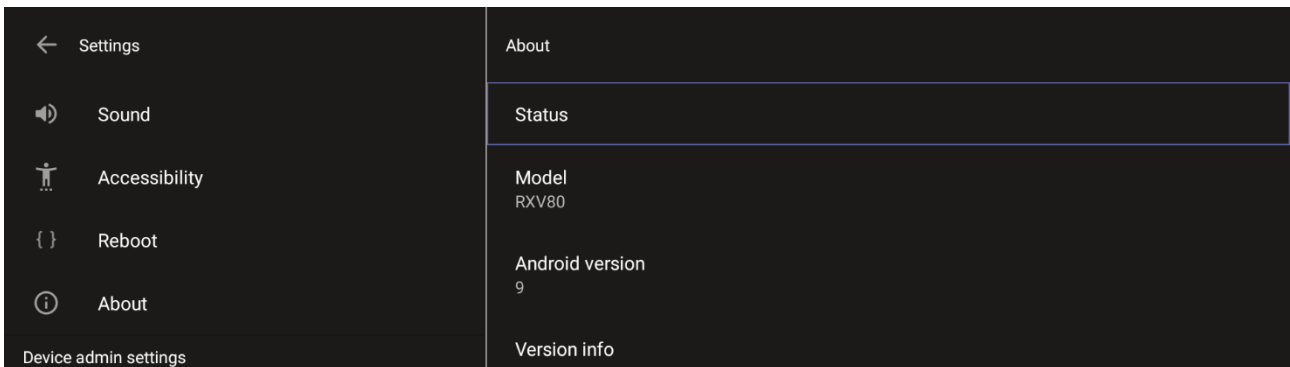 Settings
Sound
Accessibility
{ } Reboot
About
Device admin settings
About
Status
Model
RXV80
Android version
9
Version info